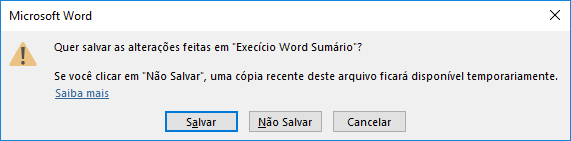 Microsoft Word
Quer salvar as alterações feitas em "Execício Word Sumário"?
Se você clicar em "Não Salvar", uma cópia recente deste arquivo ficará disponível temporariamente.
Saiba mais
Salvar Não Salvar Cancelar